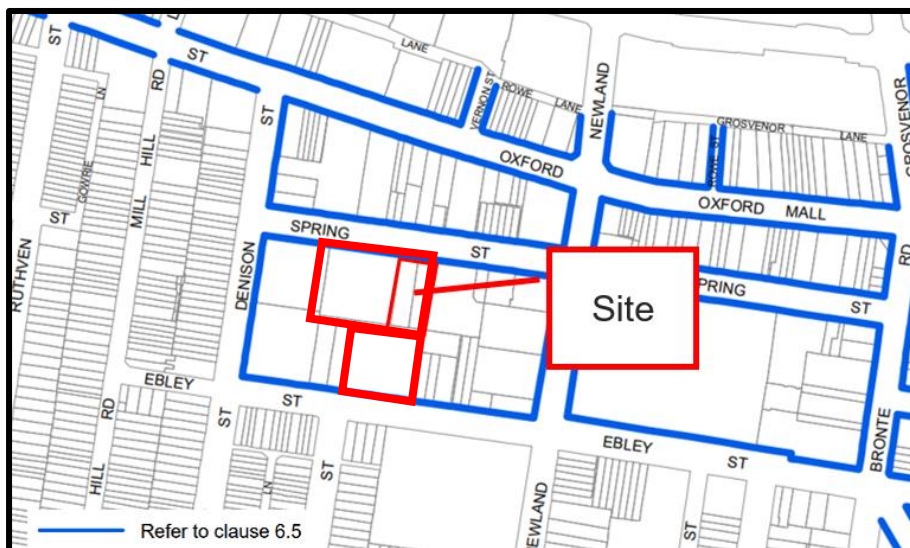 ST
LN
GOWRIE
ST
RUTHVEN
RD
HILL
MILL
RD
HILL
ST
ST
DENISON
EBLEY
ST
ST
SPRING
ST
LANE
VERNON ST
ROWE
LANE
NEWLAND
OXFORD
GROSVENOR
LANE
OXFORD MALL
GROSVENOR
RD
Site
PRING
ST
EBLEY
ST
BRONTE
LN
ST
EWLAND
ST
Refer to clause 6.5